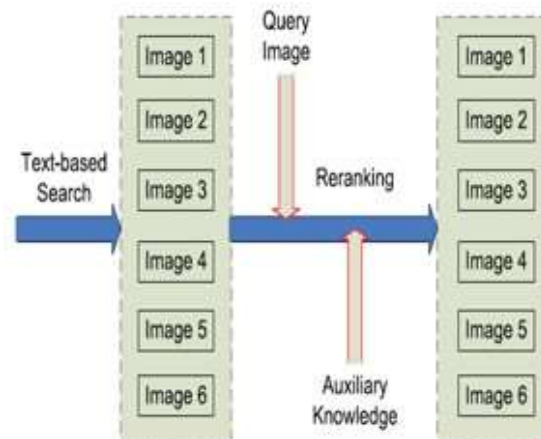 Text-based
Search
Image 1
Image 2
Image 3
Image 4
Image 5
Image 6
Query
Image
Reranking
Auxiliary
Knowledge
Image 1
Image 2
Image 3
Image 4
Image 5
Image 6